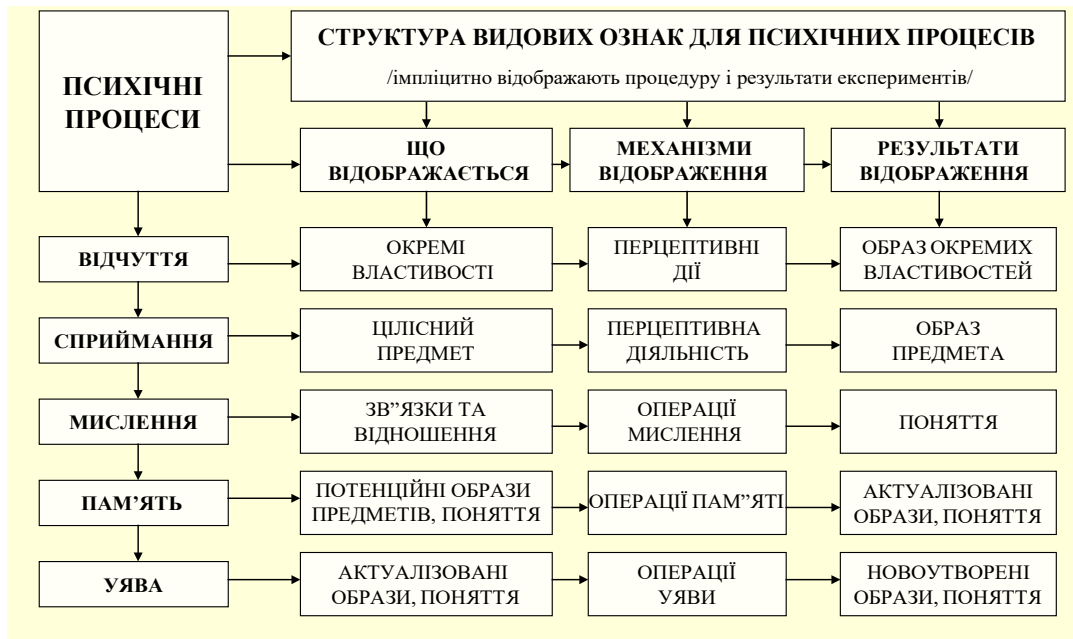 ПСИХІЧНІ
ПРОЦЕСИ
СТРУКТУРА ВИДОВИХ ОЗНАК ДЛЯ ПСИХІЧНИХ ПРОЦЕСІВ
/імпліцитно відображають процедуру і результати експериментів/
ЩО
ВІДОБРАЖАЄТЬСЯ
МЕХАНІЗМИ
ВІДОБРАЖЕННЯ
РЕЗУЛЬТАТИ
ВІДОБРАЖЕННЯ
ВІДЧУТТЯ
ОКРЕМІ
ВЛАСТИВОСТІ
ПЕРЦЕПТИВНІ
ДІЇ
ОБРАЗ ОКРЕМИХ
ВЛАСТИВОСТЕЙ
СПРИЙМАННЯ
ЦІЛІСНИЙ
ПРЕДМЕТ
ПЕРЦЕПТИВНА
ДІЯЛЬНІСТЬ
ОБРАЗ
ПРЕДМЕТА
МИСЛЕННЯ
ЗВ”ЯЗКИ ТА
ВІДНОШЕННЯ
ОПЕРАЦІЇ
МИСЛЕННЯ
ПОНЯТТЯ
ПАМ’ЯТЬ
ПОТЕНЦІЙНІ ОБРАЗИ
ПРЕДМЕТІВ, ПОНЯТТЯ
ОПЕРАЦІЇ ПАМ”ЯТІ
АКТУАЛІЗОВАНІ
ОБРАЗИ, ПОНЯТТЯ
УЯВА
АКТУАЛІЗОВАНІ
ОБРАЗИ, ПОНЯТТЯ
ОПЕРАЦІЇ
УЯВИ
НОВОУТВОРЕНІ
ОБРАЗИ, ПОНЯТТЯ